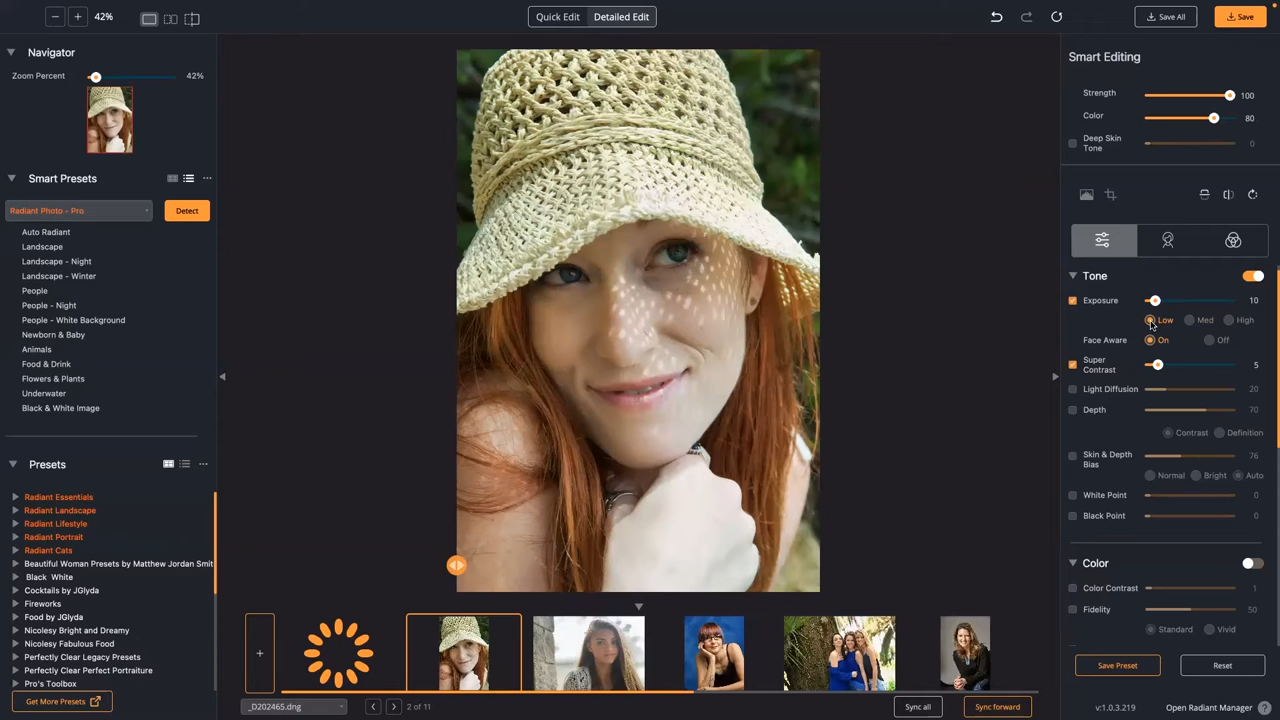 42%
Quick Edit Detailed Edit
Save All
Save
Navigator
Zoom Percent 42%
Smart Presets
Radiant Photo - Pro Detect
Auto Radiant
Landscape
Landscape - Night
Landscape - Winter
People
People - Night
People - White Background
Newborn & Baby
Animals
Food & Drink
Flowers & Plants
Underwater
Black & White Image
Presets
Radiant Essentials
Radiant Landscape
Radiant Lifestyle
Radiant Portrait
Radiant Cats
Beautiful Woman Presets by Matthew Jordan Smit
Black White
Cocktails by JGlyda
Fireworks
Food by JGlyda
Nicolesy Bright and Dreamy
Nicolesy Fabulous Food
Perfectly Clear Legacy Presets
Perfectly Clear Perfect Portraiture
Pro's Toolbox
Get More Presets
_D202465.dng
2 of 11
Sync all
Sync forward
Smart Editing
Strength 100
Color 80
Deep Skin
Tone 0
Tone
Exposure 10
Low Med High
Face Aware On Off
Super
Contrast 5
Light Diffusion 20
Depth 70
Contrast Definition
Skin & Depth
Bias 76
Normal Bright Auto
White Point 0
Black Point 0
Color
Color Contrast 1
Fidelity 50
Standard Vivid
Save Preset Reset
v:1.0.3.219 Open Radiant Manager ?